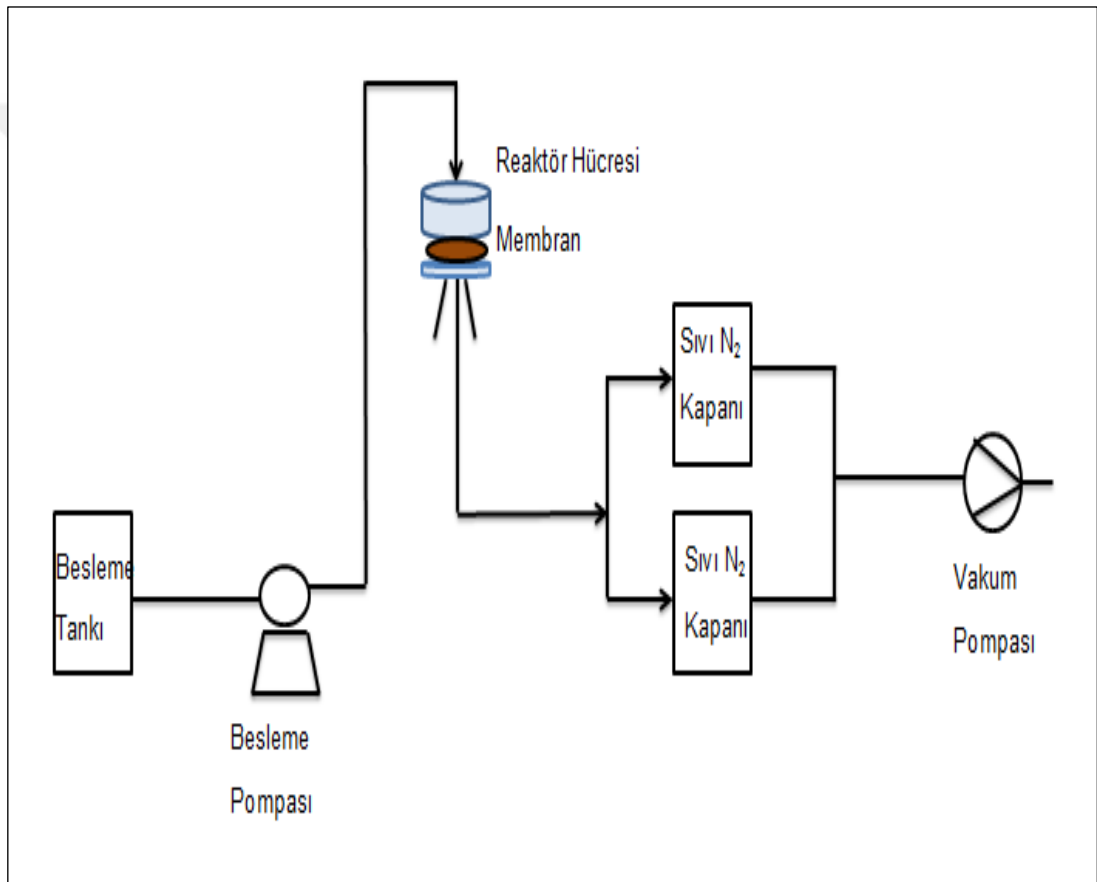 Reaktör Hücresi
Membran
Sıvı N₂
Kapanı
Sıvı N₂
Kapanı
Besleme
Tankı
Besleme
Pompası
Vakum
Pompası